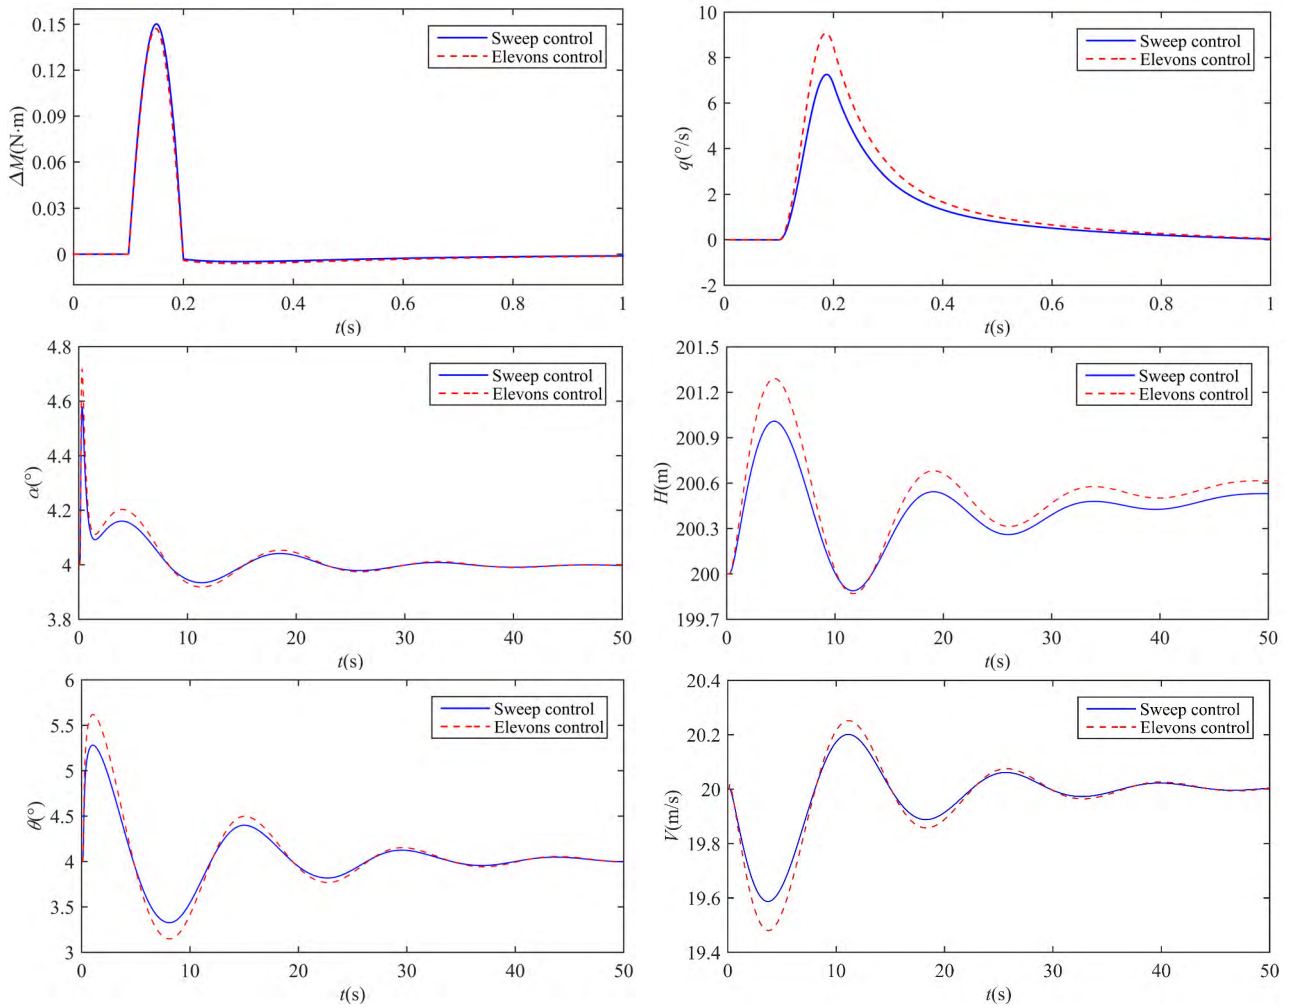 0.15
0.12
0.09
0.06
0.03
0
ΔM(N·m)
Sweep control
Elevons control
0 0.2 0.4 0.6 0.8 1
t(s)
10
8
6
4
2
0
-2
q(°/s)
Sweep control
Elevons control
0 0.2 0.4 0.6 0.8 1
t(s)
4.8
4.6
4.4
4.2
4
3.8
α(°)
Sweep control
Elevons control
0 10 20 30 40 50
t(s)
201.5
201.2
200.9
200.6
200.3
200
199.7
H(m)
Sweep control
Elevons control
0 10 20 30 40 50
t(s)
6
5.5
5
4.5
4
3.5
3
θ(°)
Sweep control
Elevons control
0 10 20 30 40 50
t(s)
20.4
20.2
20
19.8
19.6
19.4
V(m/s)
Sweep control
Elevons control
0 10 20 30 40 50
t(s)